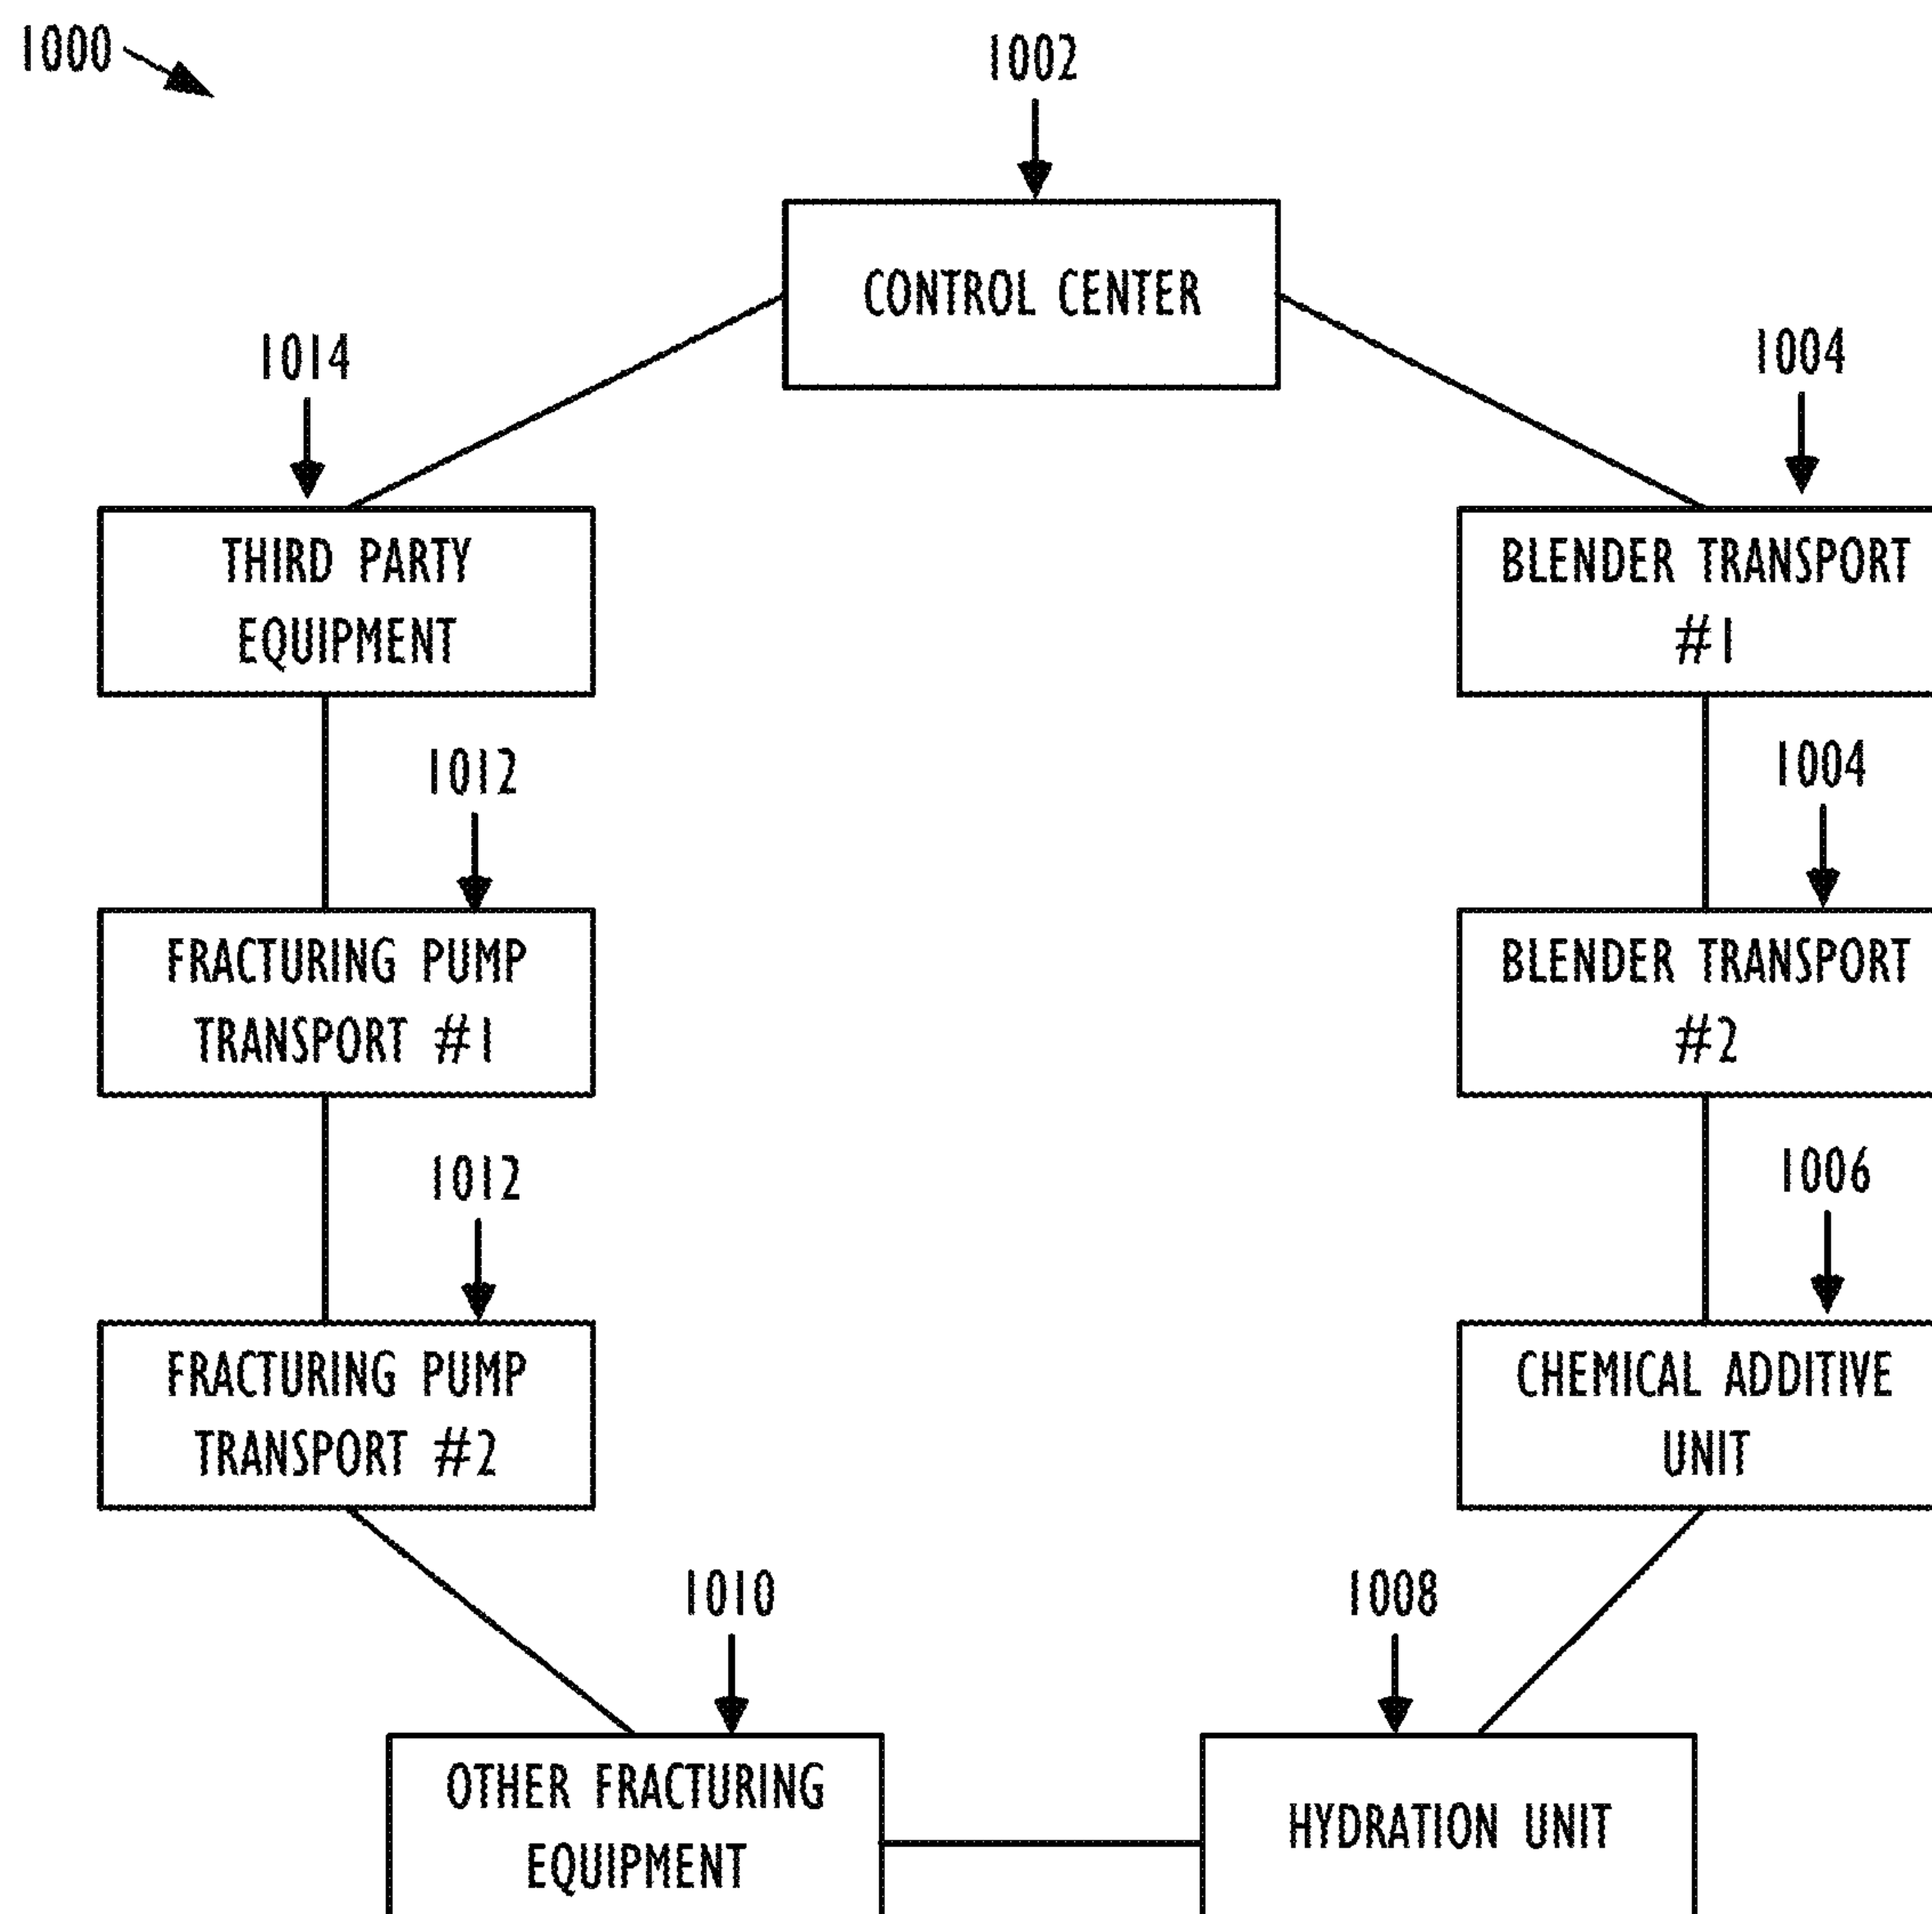 1000
1002
CONTROL CENTER
1014
1004
THIRD PARTY
EQUIPMENT
BLENDER TRANSPORT
#1
1012
1004
FRACTURING PUMP
TRANSPORT #1
BLENDER TRANSPORT
#2
1012
1006
FRACTURING PUMP
TRANSPORT #2
CHEMICAL ADDITIVE
UNIT
1010
1008
OTHER FRACTURING
EQUIPMENT
HYDRATION UNIT